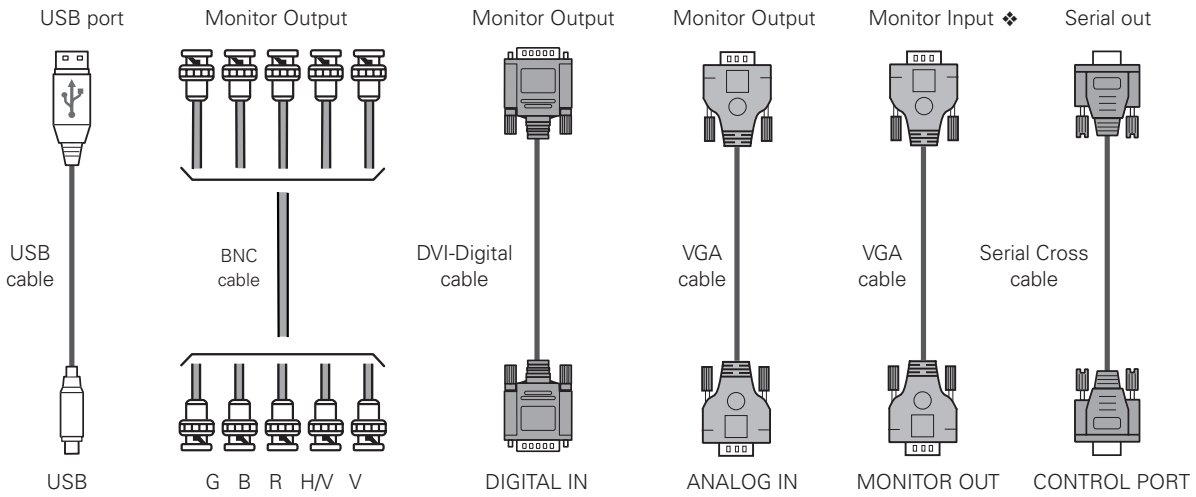 USB port Monitor Output Monitor Output Monitor Output Monitor Input ❖ Serial out
USB cable
BNC cable
DVI-Digital cable
VGA cable
VGA cable
Serial Cross cable
USB G B R H/V V DIGITAL IN ANALOG IN MONITOR OUT CONTROL PORT